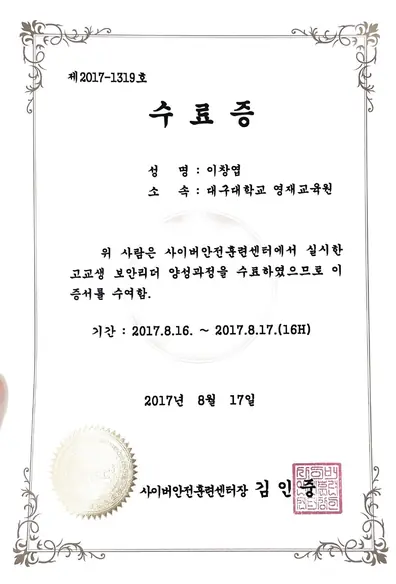 제2017-1319호
수 료 증
성 명 : 이창엽
소 속 : 대구대학교 영재교육원
위 사람은 사이버안전훈련센터에서 실시한
고교생 보안리더 양성과정을 수료하였으므로 이
증서를 수여함.
기간 : 2017.8.16. ~ 2017.8.17.(16H)
2017년 8월 17일
사이버안전훈련센터장 김 인 중